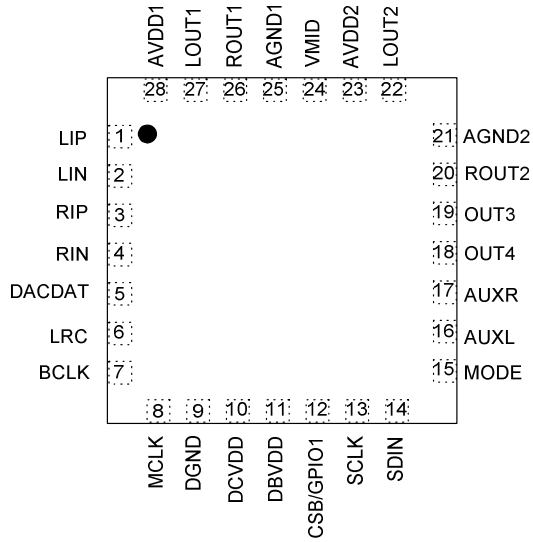 AVDD1 LOUT1 ROUT1 AGND1 VMID AVDD2 LOUT2
28 27 26 25 24 23 22
LIP 1 21 AGND2
LIN 2 20 ROUT2
RIP 3 19 OUT3
RIN 4 18 OUT4
DACDAT 5 17 AUXR
LRC 6 16 AUXL
BCLK 7 15 MODE
8 9 10 11 12 13 14
MCLK DGND DCVDD DBVDD CSB/GPIO1 SCLK SDIN